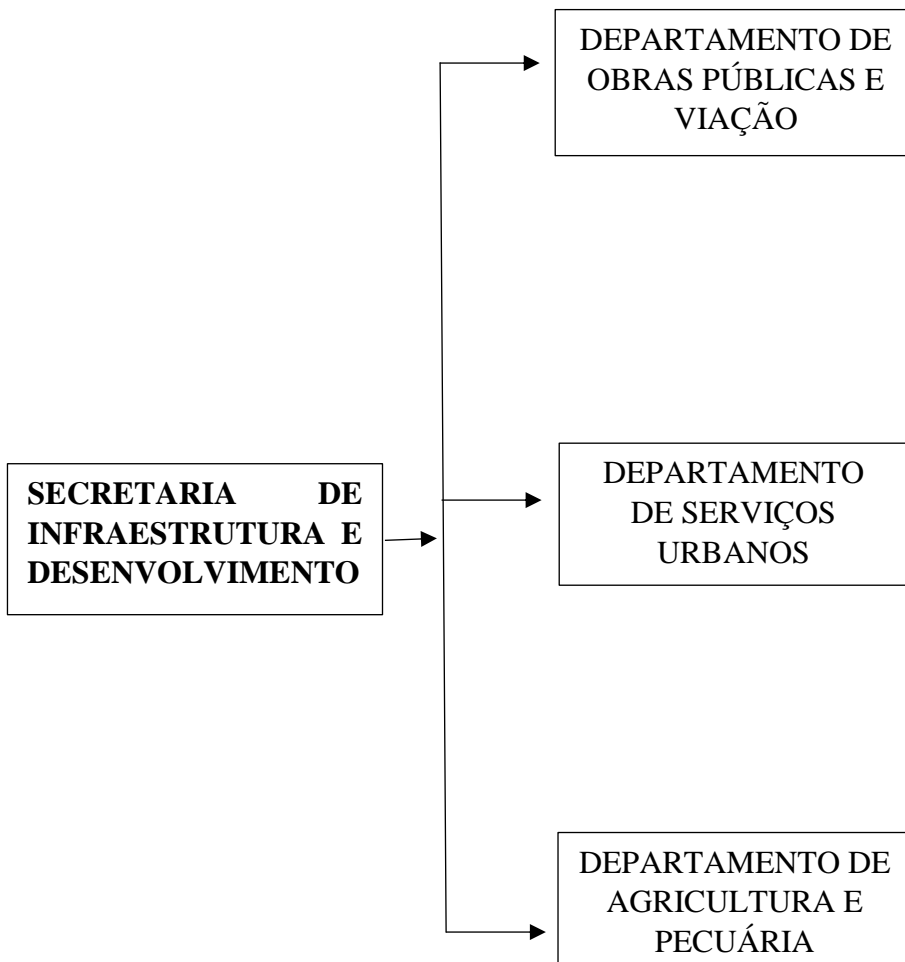 DEPARTAMENTO DE
OBRAS PÚBLICAS E
VIAÇÃO
SECRETARIA DE
INFRAESTRUTURA E
DESENVOLVIMENTO
DEPARTAMENTO
DE SERVIÇOS
URBANOS
DEPARTAMENTO DE
AGRICULTURA E
PECUÁRIA